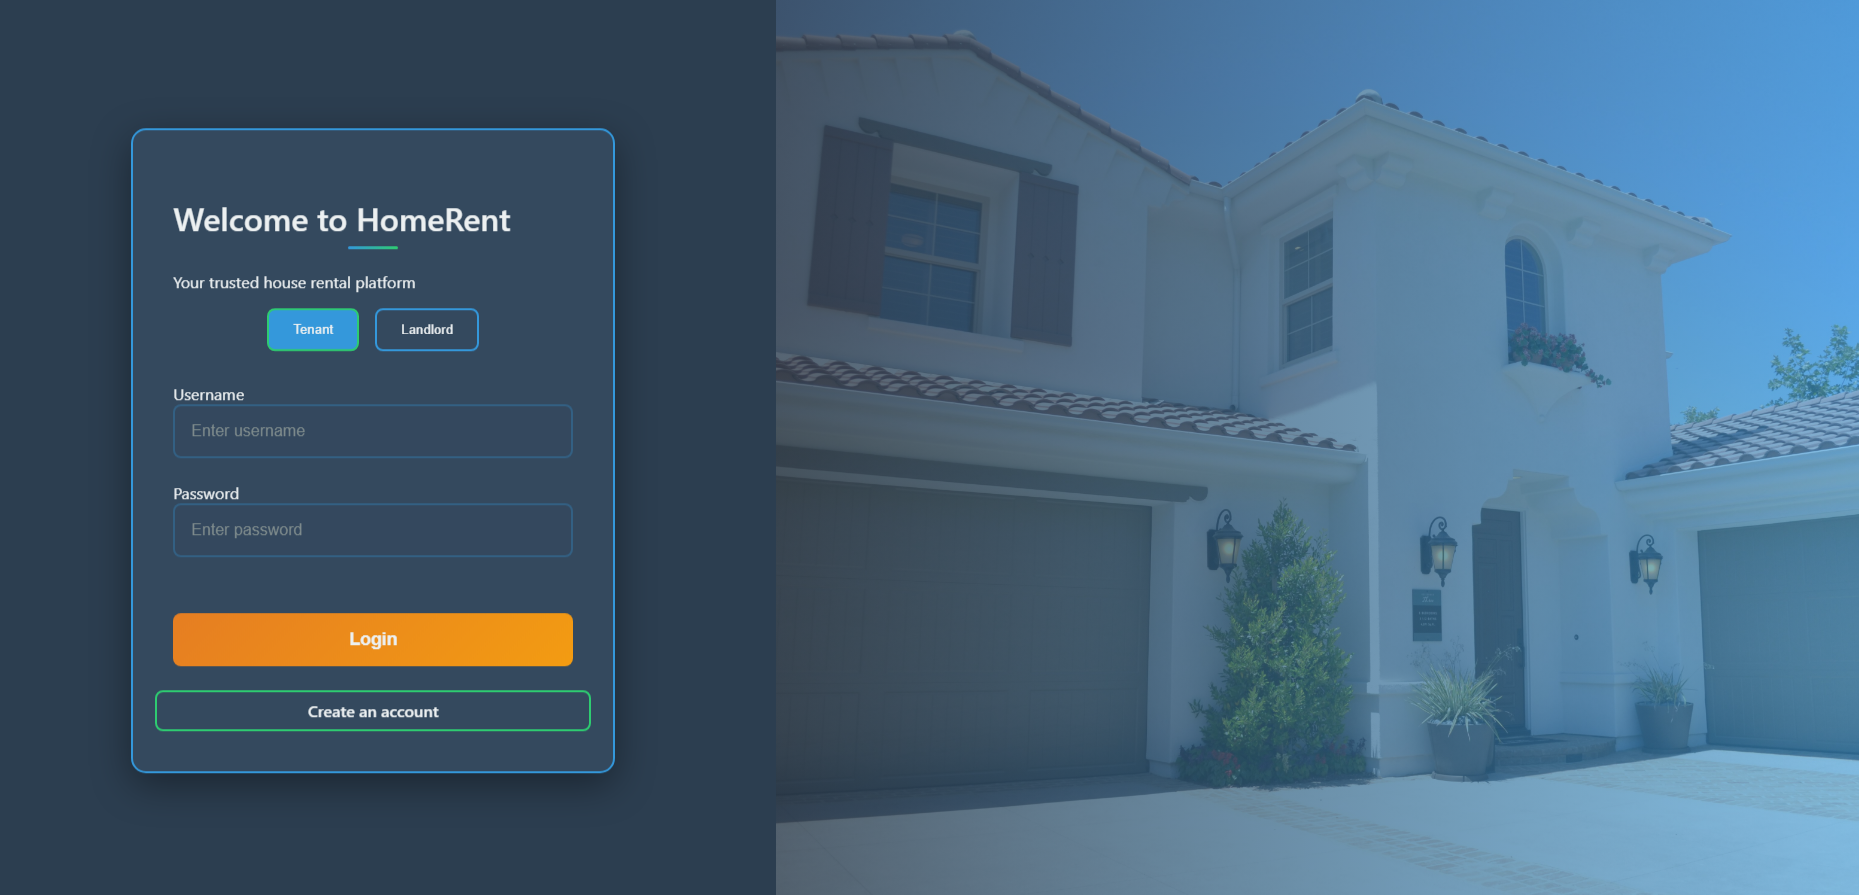 Welcome to HomeRent
Your trusted house rental platform
Tenant Landlord
Username
Enter username
Password
Enter password
Login
Create an account